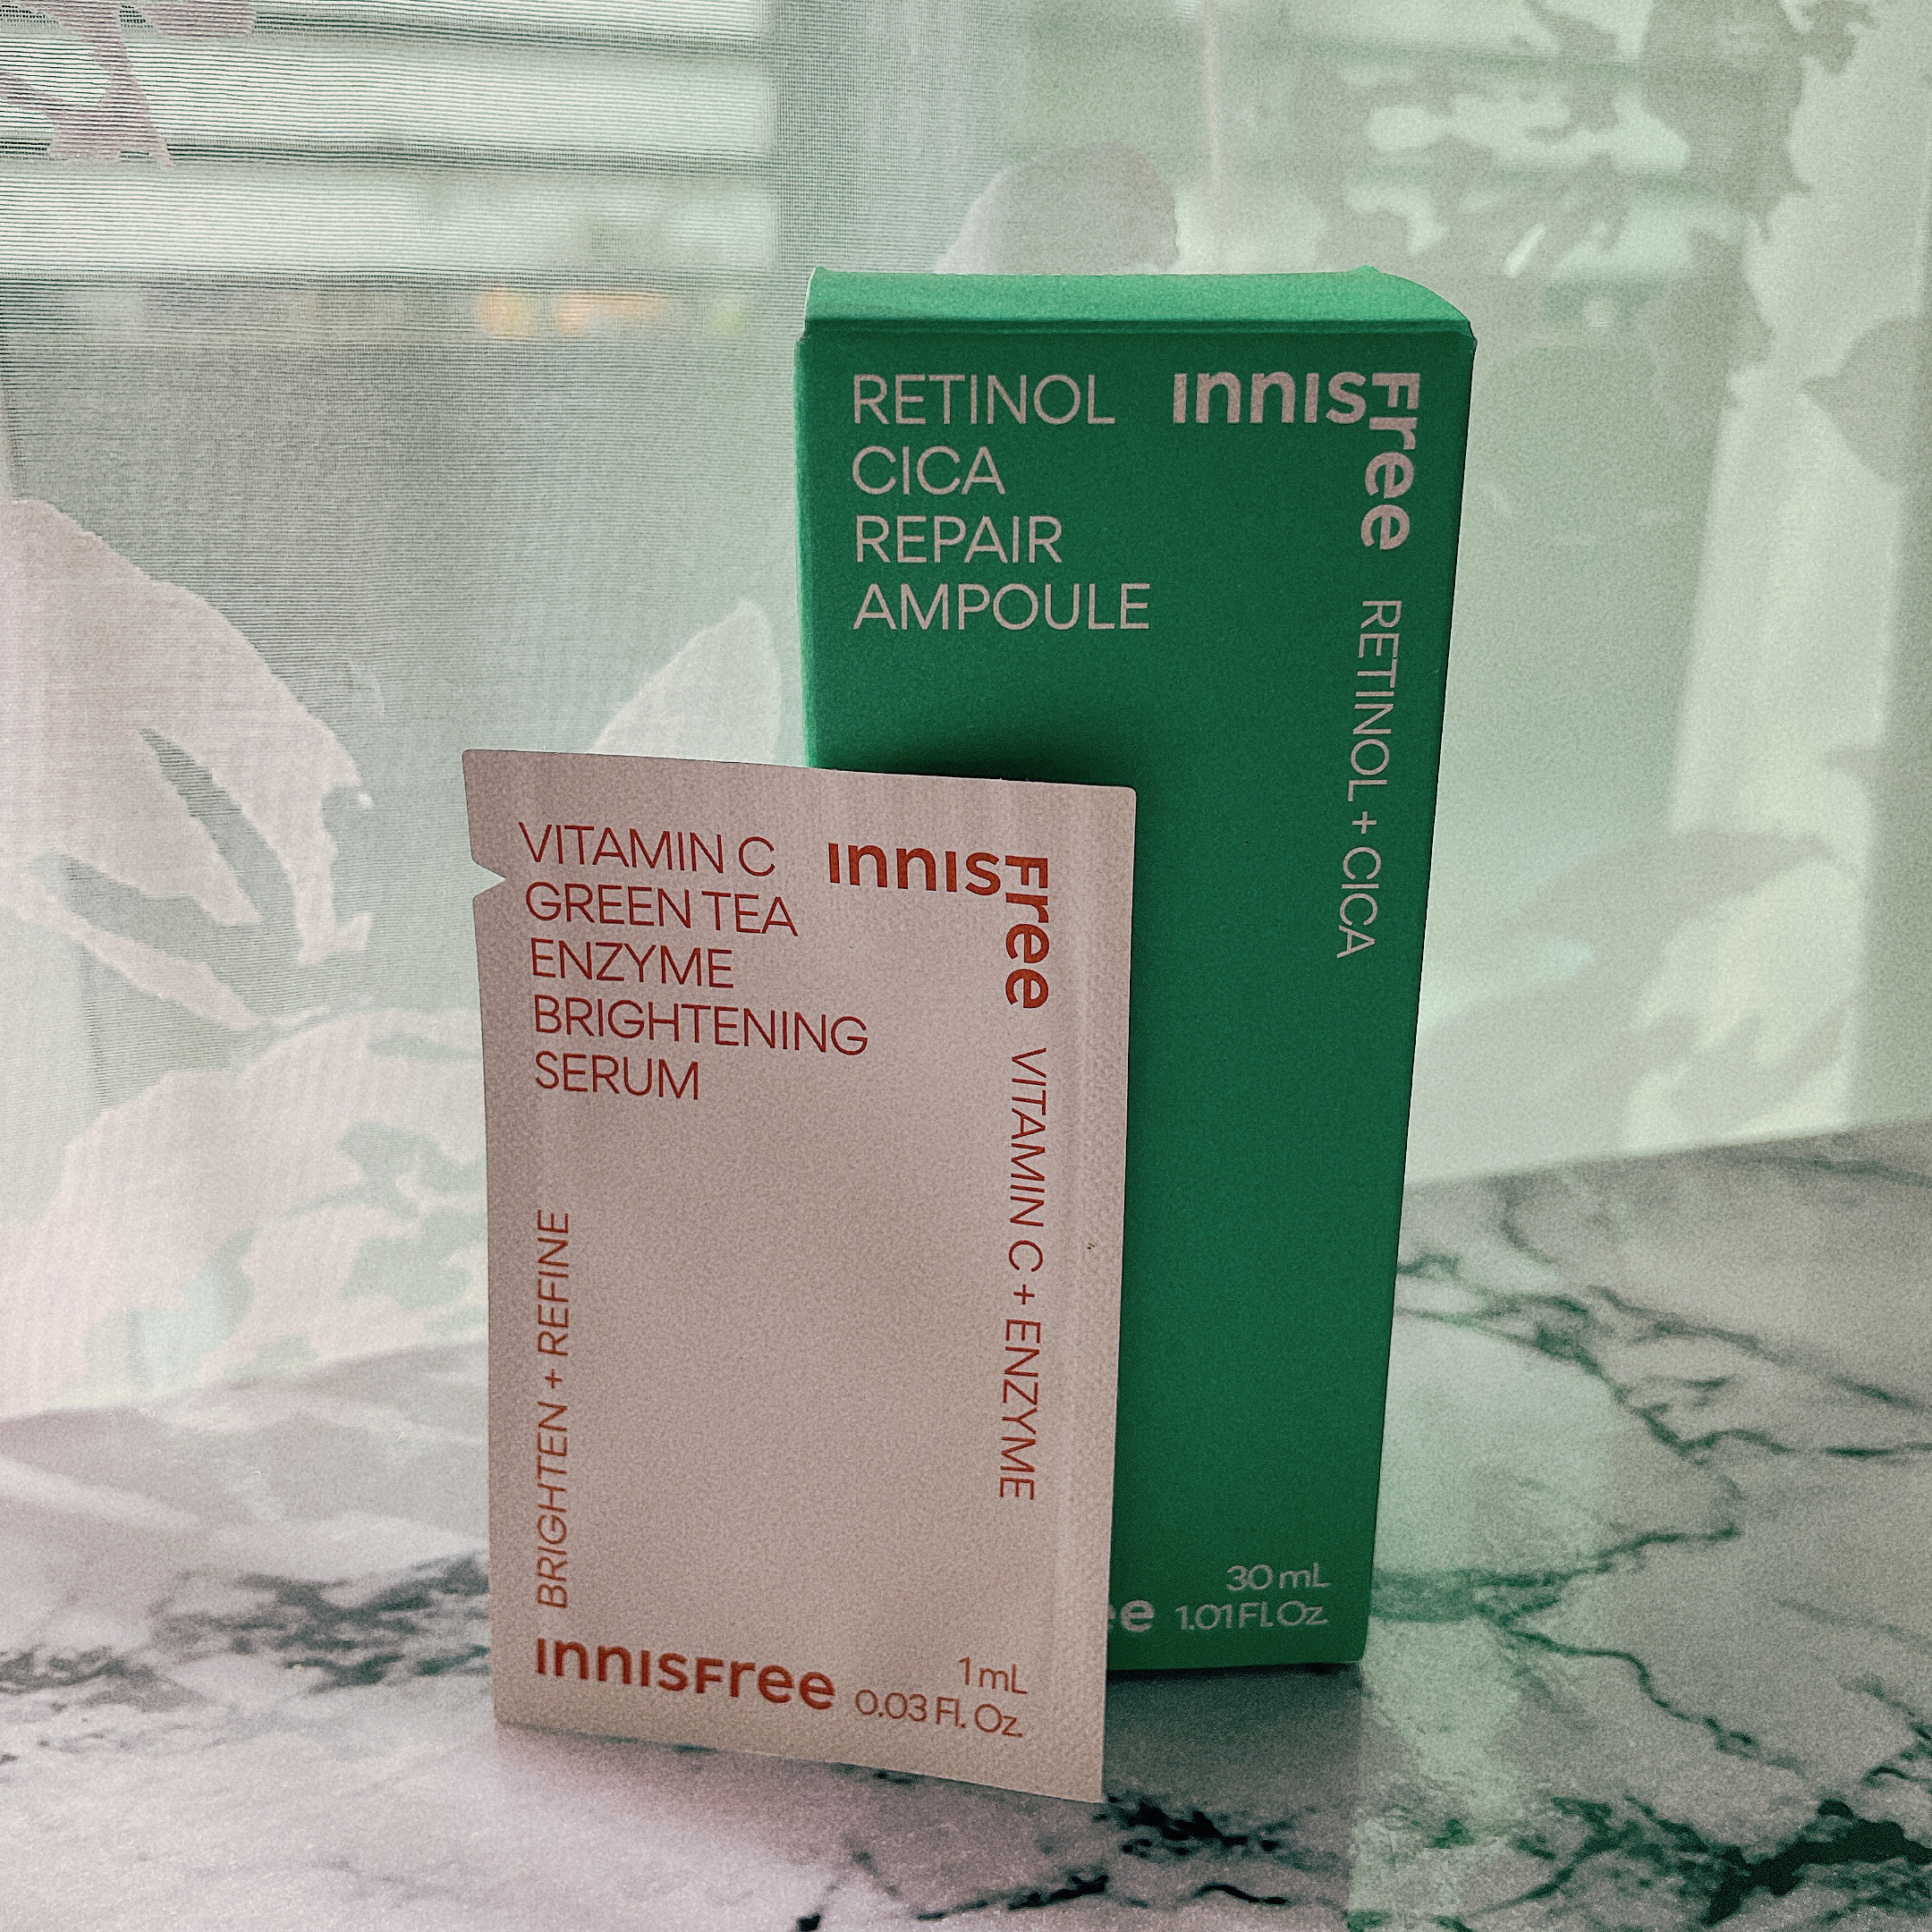 RETINOL
CICA
REPAIR
AMPOULE
innisFree
RETINOL + CICA
30 mL
1.01 Fl. Oz.
VITAMIN C
GREEN TEA
ENZYME
BRIGHTENING
SERUM
innisFree
VITAMIN C + ENZYME
BRIGHTEN + REFINE
innisFree
1 mL
0.03 Fl. Oz.